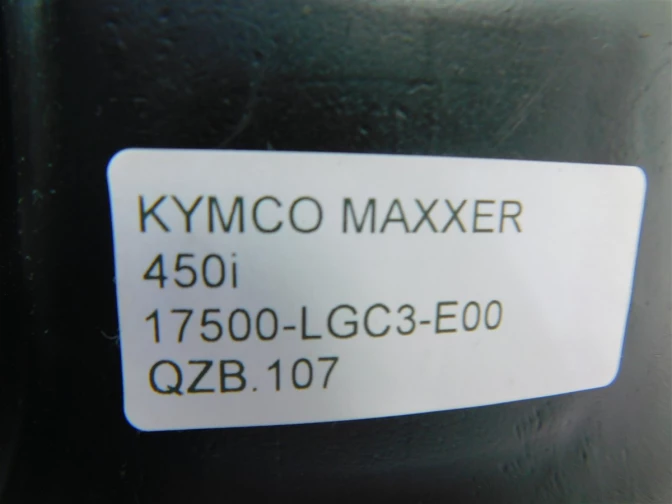 KYMCO MAXXER
450i
17500-LGC3-E00
QZB.107